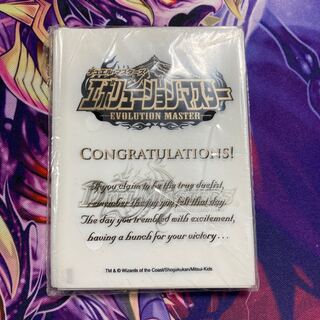 デュエル・マスターズ
エボリューション・マスター
EVOLUTION MASTER
CONGRATULATIONS!
If you claim to be the true duelist,
remember the joy you felt that day.
The day you trembled with excitement,
having a hunch for your victory...
TM & © Wizards of the Coast/Shogakukan/Mitsui-Kids